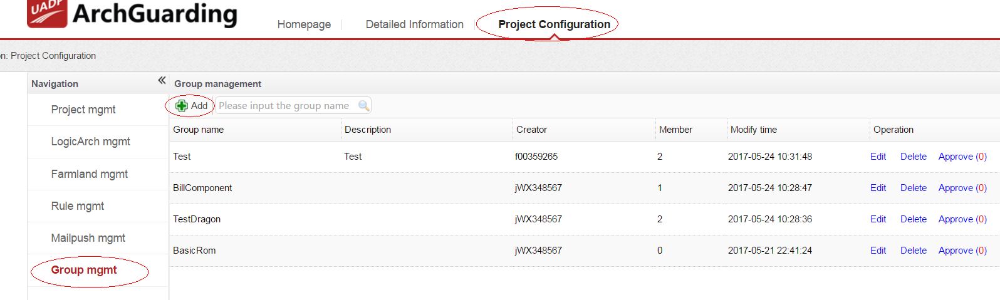 UADP
ArchGuarding
Homepage Detailed Information Project Configuration
n: Project Configuration
Navigation
Project mgmt
LogicArch mgmt
Farmland mgmt
Rule mgmt
Mailpush mgmt
Group mgmt
Group management
Add Please input the group name
Group name Description Creator Member Modify time Operation
Test Test f00359265 2 2017-05-24 10:31:48 Edit Delete Approve (0)
BillComponent jWX348567 1 2017-05-24 10:28:47 Edit Delete Approve (0)
TestDragon jWX348567 2 2017-05-24 10:28:36 Edit Delete Approve (0)
BasicRom jWX348567 0 2017-05-21 22:41:24 Edit Delete Approve (0)